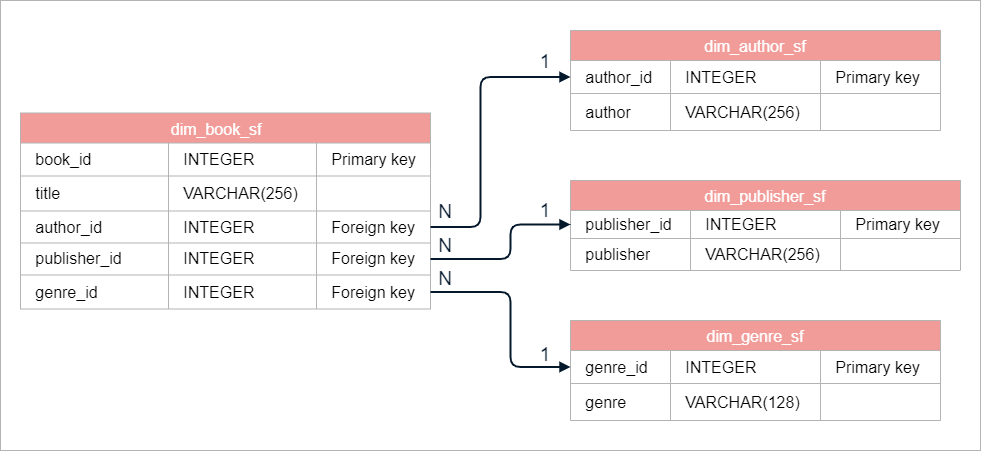 dim_book_sf
book_id INTEGER Primary key
title VARCHAR(256)
author_id INTEGER Foreign key
publisher_id INTEGER Foreign key
genre_id INTEGER Foreign key
N
N
N
1
1
1
dim_author_sf
author_id INTEGER Primary key
author VARCHAR(256)
dim_publisher_sf
publisher_id INTEGER Primary key
publisher VARCHAR(256)
dim_genre_sf
genre_id INTEGER Primary key
genre VARCHAR(128)